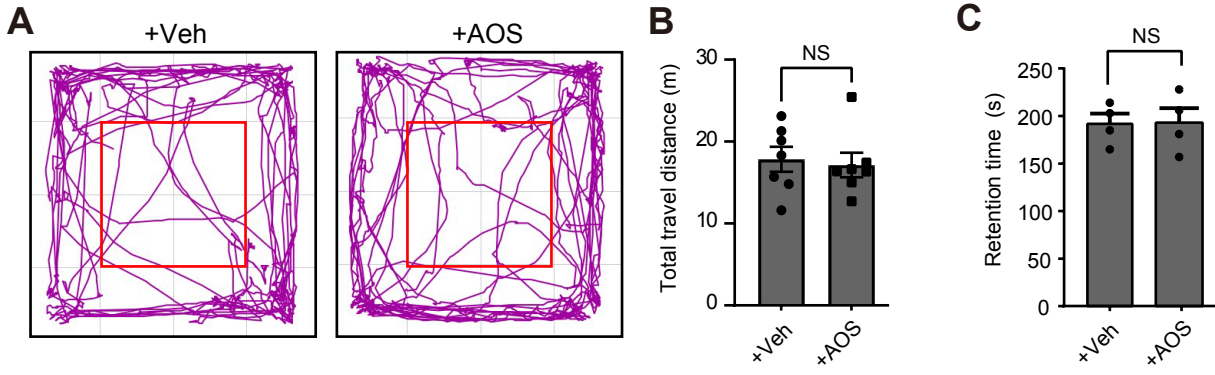 A
+Veh
+AOS
B
Total travel distance (m)
30
20
10
0
NS
+Veh
+AOS
C
Retention time (s)
250
200
150
100
50
0
NS
+Veh
+AOS